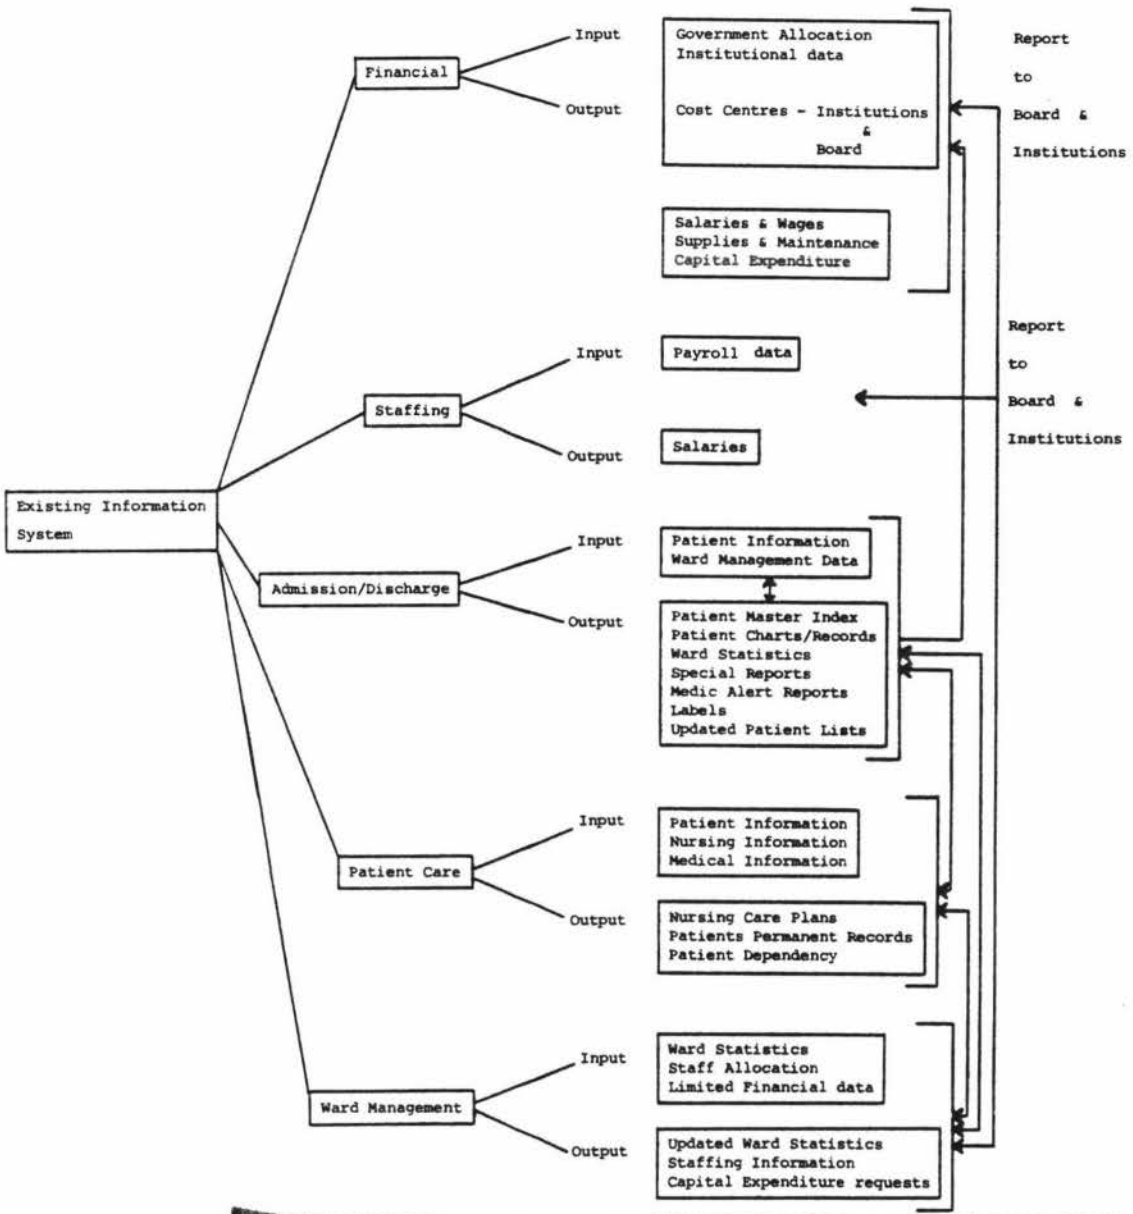 Existing Information
System
Financial
Input
Government Allocation
Institutional data
Output
Cost Centres - Institutions
&
Board
Salaries & Wages
Supplies & Maintenance
Capital Expenditure
Report
to
Board &
Institutions
Staffing
Input
Payroll data
Output
Salaries
Report
to
Board &
Institutions
Admission/Discharge
Input
Patient Information
Ward Management Data
Output
Patient Master Index
Patient Charts/Records
Ward Statistics
Special Reports
Medic Alert Reports
Labels
Updated Patient Lists
Patient Care
Input
Patient Information
Nursing Information
Medical Information
Output
Nursing Care Plans
Patients Permanent Records
Patient Dependency
Ward Management
Input
Ward Statistics
Staff Allocation
Limited Financial data
Output
Updated Ward Statistics
Staffing Information
Capital Expenditure requests